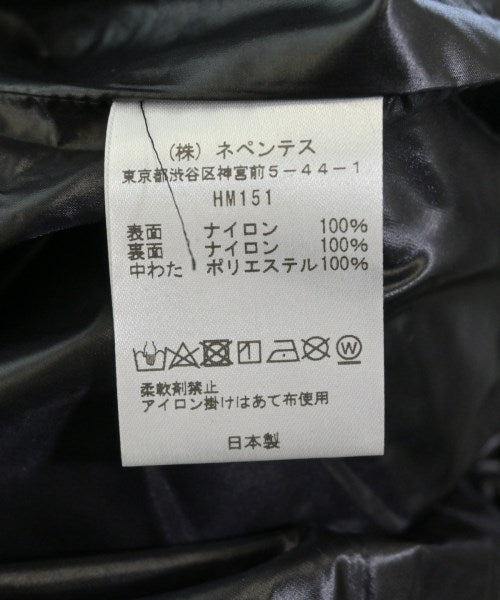 （株）ネペンテス
東京都渋谷区神宮前５－４４－１
HM151
表面 ナイロン 100%
裏面 ナイロン 100%
中わた ポリエステル100%
W
柔軟剤禁止
アイロン掛けはあて布使用
日本製